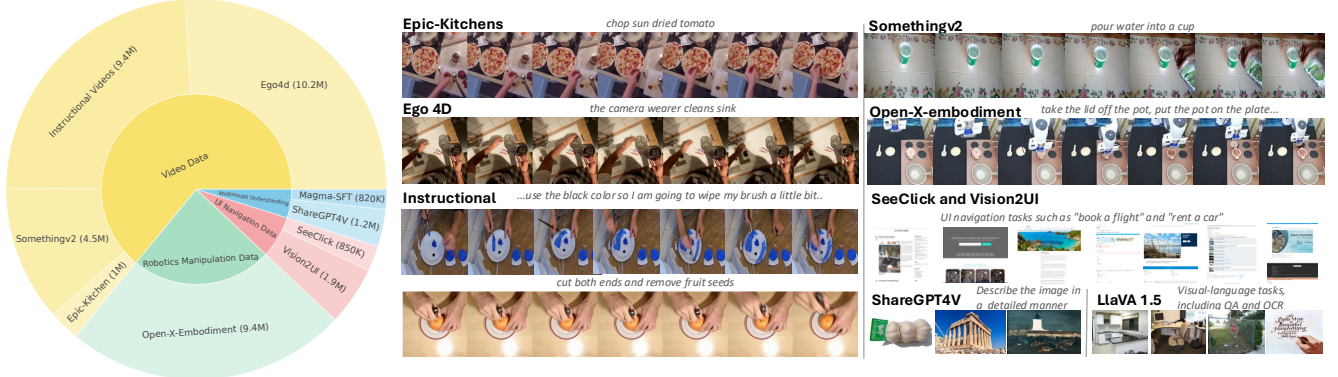 Instructional Videos (9.4M)
Ego4d (10.2M)
Video Data
Somethingv2 (4.5M)
Epic-Kitchen (1M)
Robotics Manipulation Data
Open-X-Embodiment (9.4M)
Multimodal Understanding
UI Navigation Data
Magma-SFT (820K)
ShareGPT4V (1.2M)
SeeClick (850K)
Vision2UI (1.9M)
Epic-Kitchens
chop sun dried tomato
Ego 4D
the camera wearer cleans sink
Instructional
...use the black color so I am going to wipe my brush a little bit..
cut both ends and remove fruit seeds
Somethingv2
pour water into a cup
Open-X-embodiment
take the lid off the pot, put the pot on the plate...
SeeClick and Vision2UI
UI navigation tasks such as "book a flight" and "rent a car"
ShareGPT4V
Describe the image in
a detailed manner
LlaVA 1.5
Visual-language tasks,
including QA and OCR
Beautiful
Handwriting